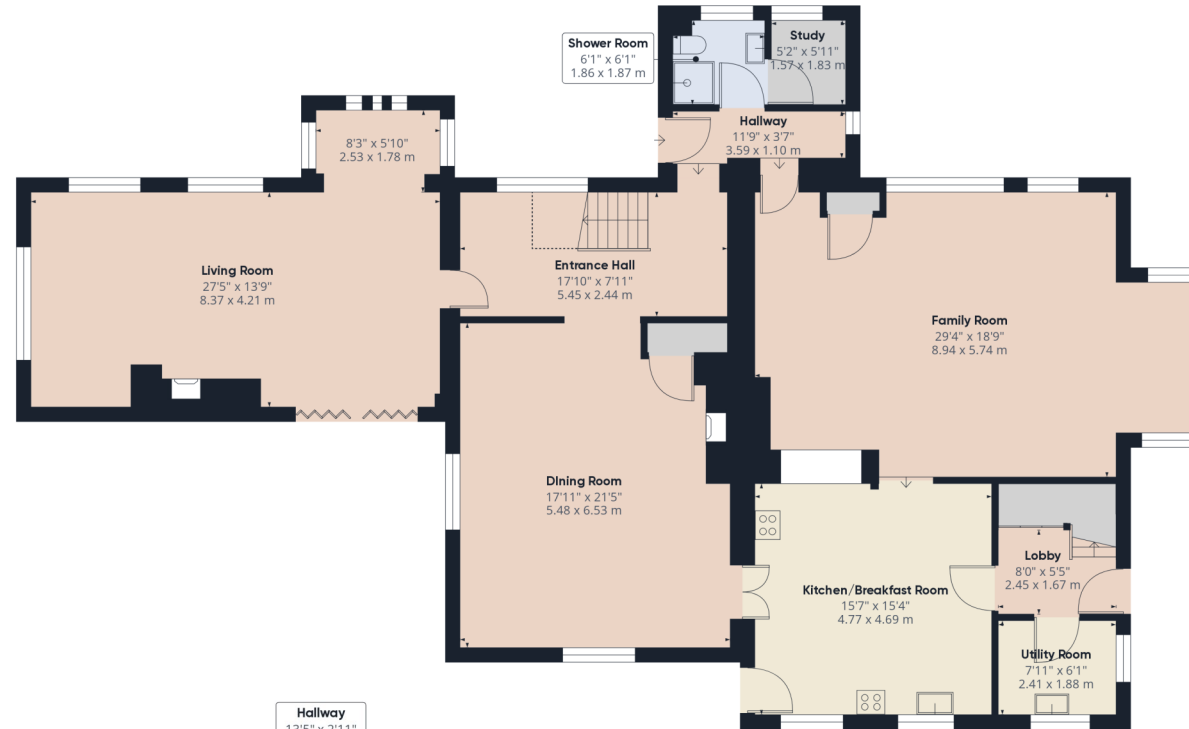 Shower Room
6'1" x 6'1"
1.86 x 1.87 m
Study
5'2" x 5'11"
1.57 x 1.83 m
Hallway
11'9" x 3'7"
3.59 x 1.10 m
8'3" x 5'10"
2.53 x 1.78 m
Living Room
27'5" x 13'9"
8.37 x 4.21 m
Entrance Hall
17'10" x 7'11"
5.45 x 2.44 m
Family Room
29'4" x 18'9"
8.94 x 5.74 m
DIning Room
17'11" x 21'5"
5.48 x 6.53 m
Kitchen/Breakfast Room
15'7" x 15'4"
4.77 x 4.69 m
Lobby
8'0" x 5'5"
2.45 x 1.67 m
Utility Room
7'11" x 6'1"
2.41 x 1.88 m
Hallway
13'5" x 2'11"